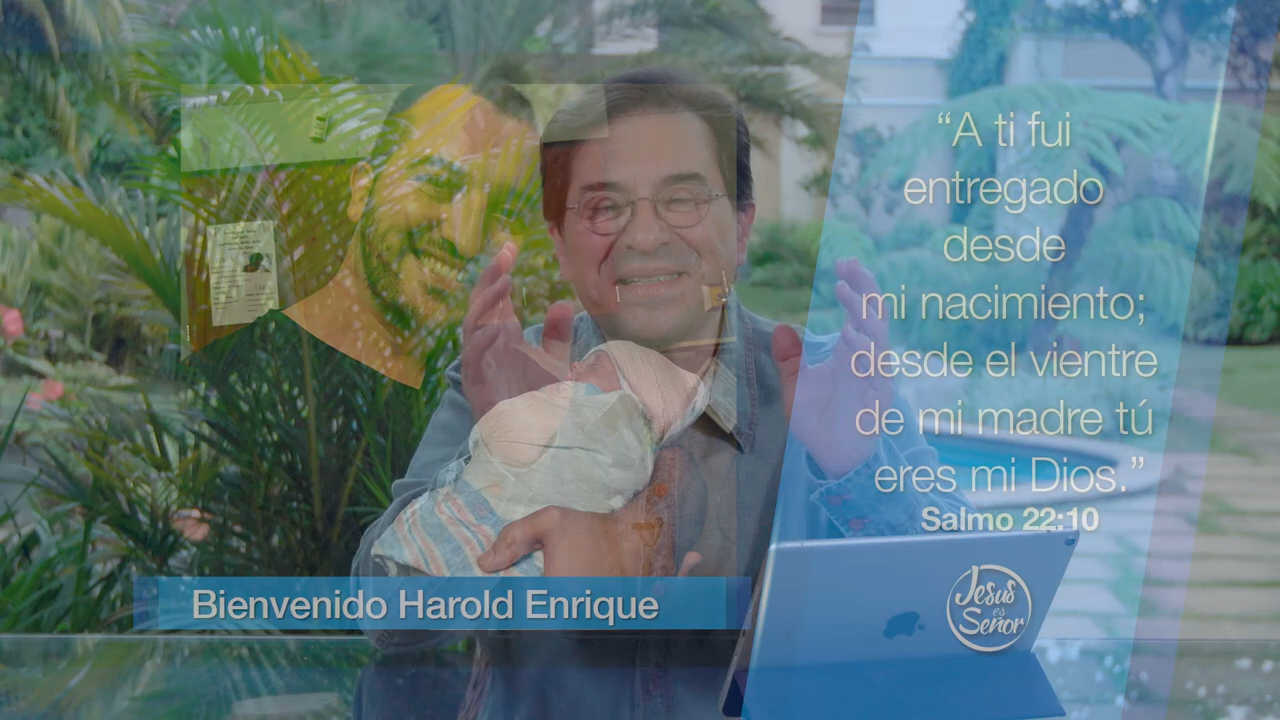 “A ti fui
entregado
desde
mi nacimiento;
desde el vientre
de mi madre tú
eres mi Dios.”
Salmo 22:10
Bienvenido Harold Enrique
Jesus
es
Señor